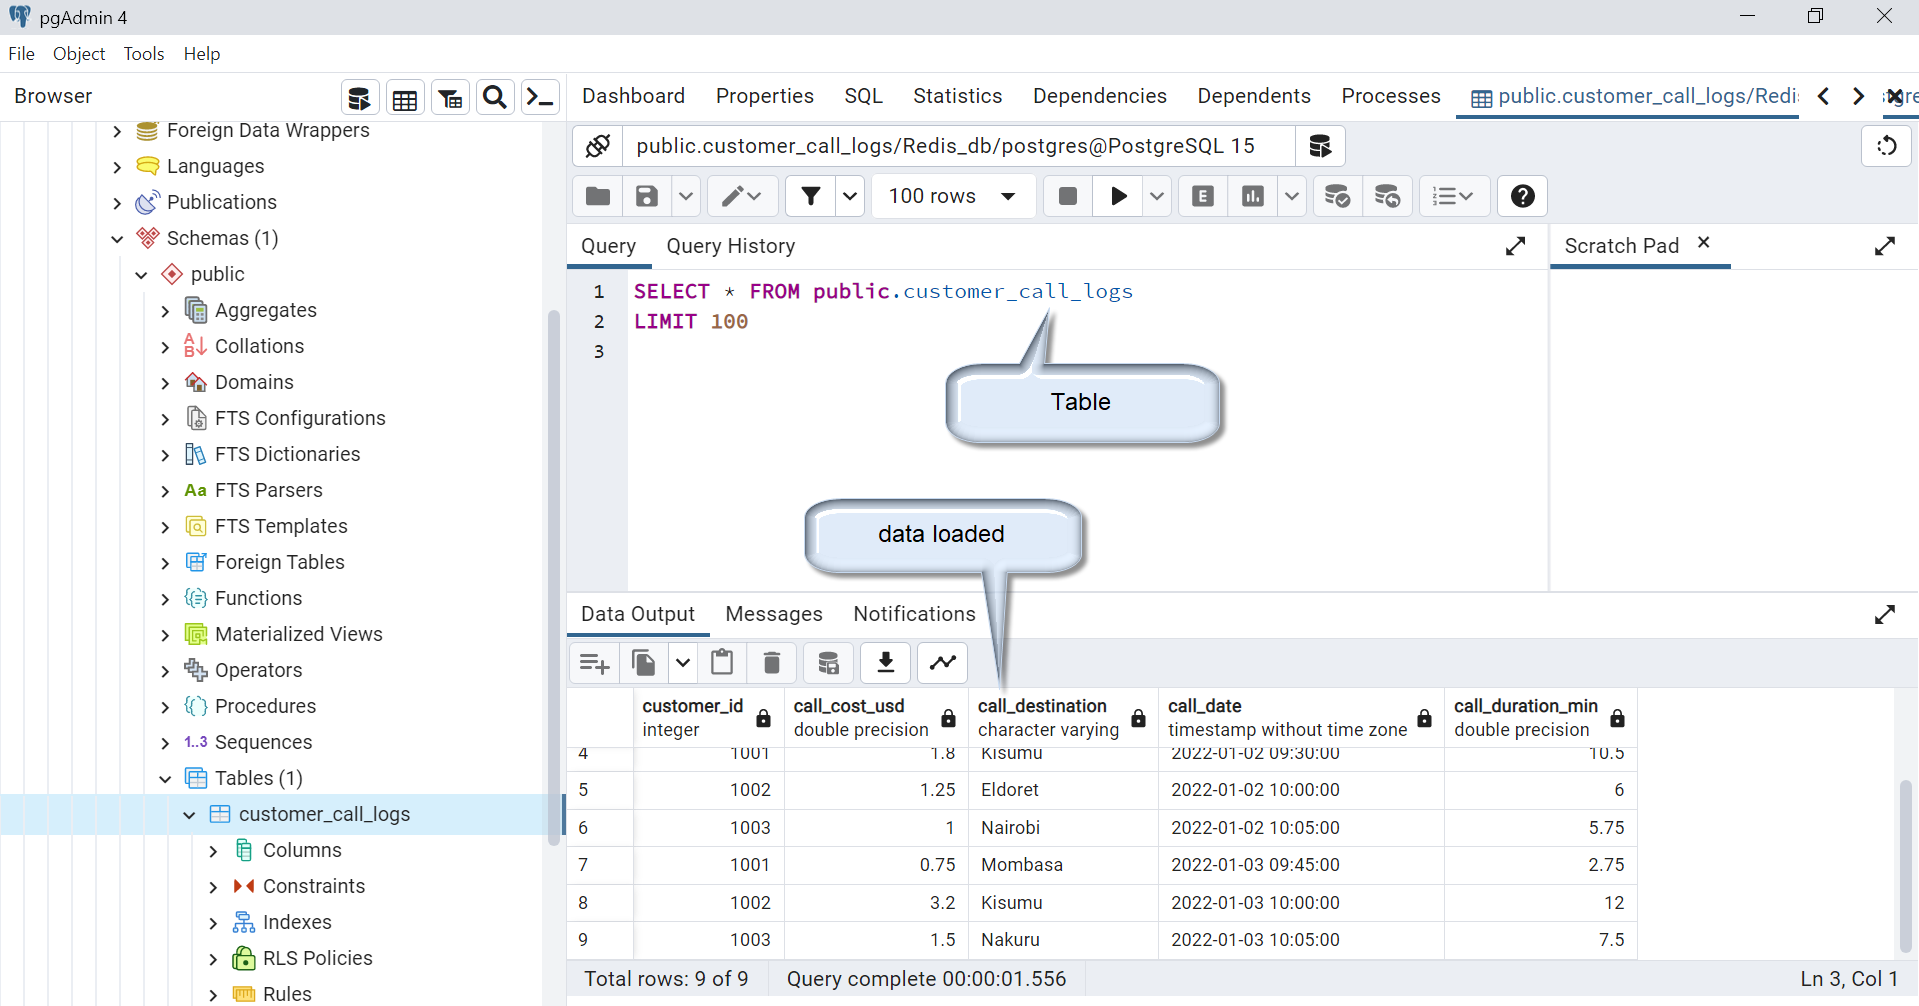 pgAdmin 4
File Object Tools Help
Browser
Foreign Data Wrappers
Languages
Publications
Schemas (1)
public
Aggregates
Collations
Domains
FTS Configurations
FTS Dictionaries
Aa FTS Parsers
FTS Templates
Foreign Tables
Functions
Materialized Views
Operators
Procedures
1..3 Sequences
Tables (1)
customer_call_logs
Columns
Constraints
Indexes
RLS Policies
Rules
Dashboard Properties SQL Statistics Dependencies Dependents Processes public.customer_call_logs/Redi
public.customer_call_logs/Redis_db/postgres@PostgreSQL 15
100 rows E
Query Query History
Scratch Pad
1 SELECT * FROM public.customer_call_logs
2 LIMIT 100
3
Table
data loaded
Data Output Messages Notifications
customer_id call_cost_usd call_destination call_date call_duration_min
integer double precision character varying timestamp without time zone double precision
4 1001 1.8 Kisumu 2022-01-02 09:30:00 10.5
5 1002 1.25 Eldoret 2022-01-02 10:00:00 6
6 1003 1 Nairobi 2022-01-02 10:05:00 5.75
7 1001 0.75 Mombasa 2022-01-03 09:45:00 2.75
8 1002 3.2 Kisumu 2022-01-03 10:00:00 12
9 1003 1.5 Nakuru 2022-01-03 10:05:00 7.5
Total rows: 9 of 9 Query complete 00:00:01.556 Ln 3, Col 1